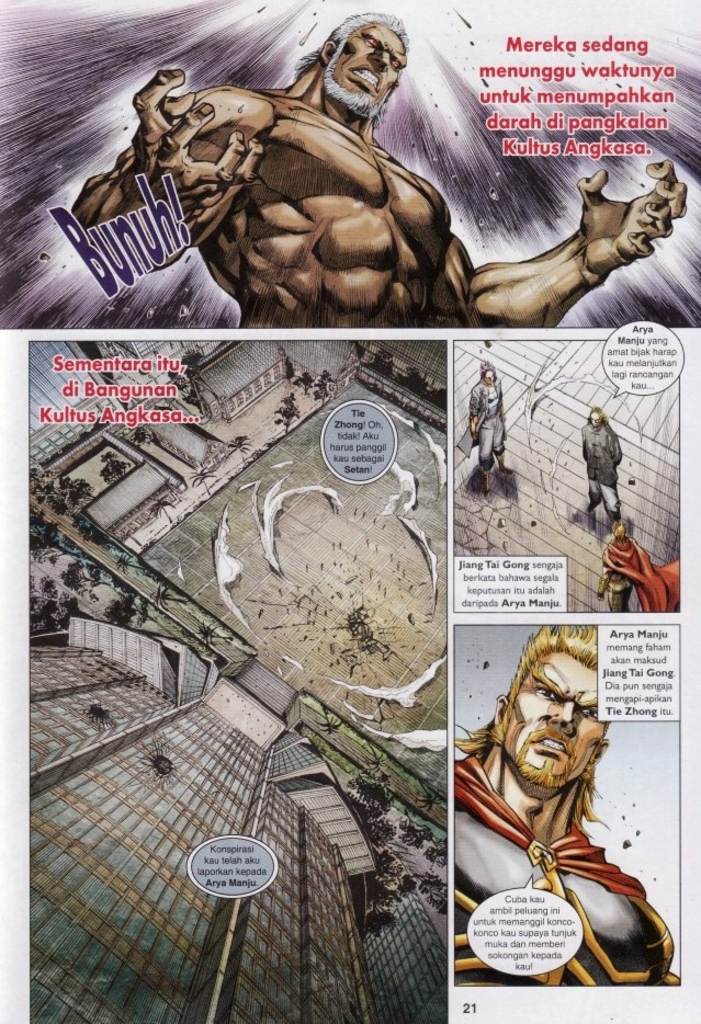 Mereka sedang
menunggu waktunya
untuk menumpahkan
darah di pangkalan
Kultus Angkasa.
Bunuh!
Sementara itu,
di Bangunan
Kultus Angkasa...
Tie
Zhong! Oh,
tidak! Aku
harus panggil
kau sebagai
Setan!
Konspirasi
kau telah aku
laporkan kepada
Arya Manju.
Arya
Manju yang
amat bijak harap
kau melanjutkan
lagi rancangan
kau...
Jiang Tai Gong sengaja
berkata bahawa segala
keputusan itu adalah
daripada Arya Manju.
Arya Manju
memang faham
akan maksud
Jiang Tai Gong.
Dia pun sengaja
mengapi-apikan
Tie Zhong itu.
Cuba kau
ambil peluang ini
untuk memanggil konco-
konco kau supaya tunjuk
muka dan memberi
sokongan kepada
kau!
21